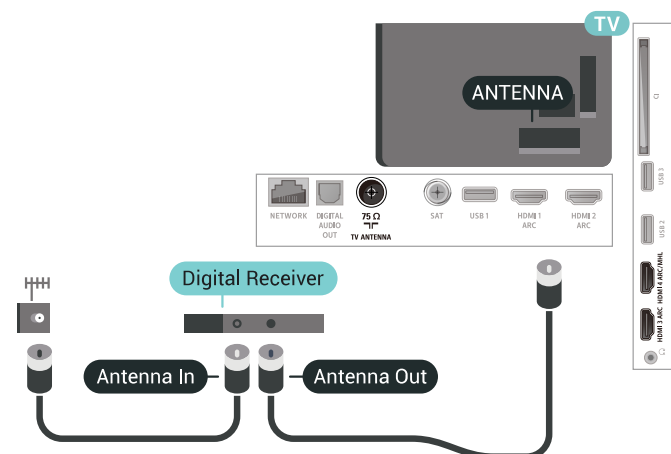 TV
ANTENNA
CI
USB 3
USB 2
HDMI 4 ARC/MHL
HDMI 3 ARC
NETWORK
DIGITAL
AUDIO
OUT
75 Ω
TV ANTENNA
SAT
USB 1
HDMI 1
ARC
HDMI 2
ARC
Digital Receiver
Antenna In
Antenna Out